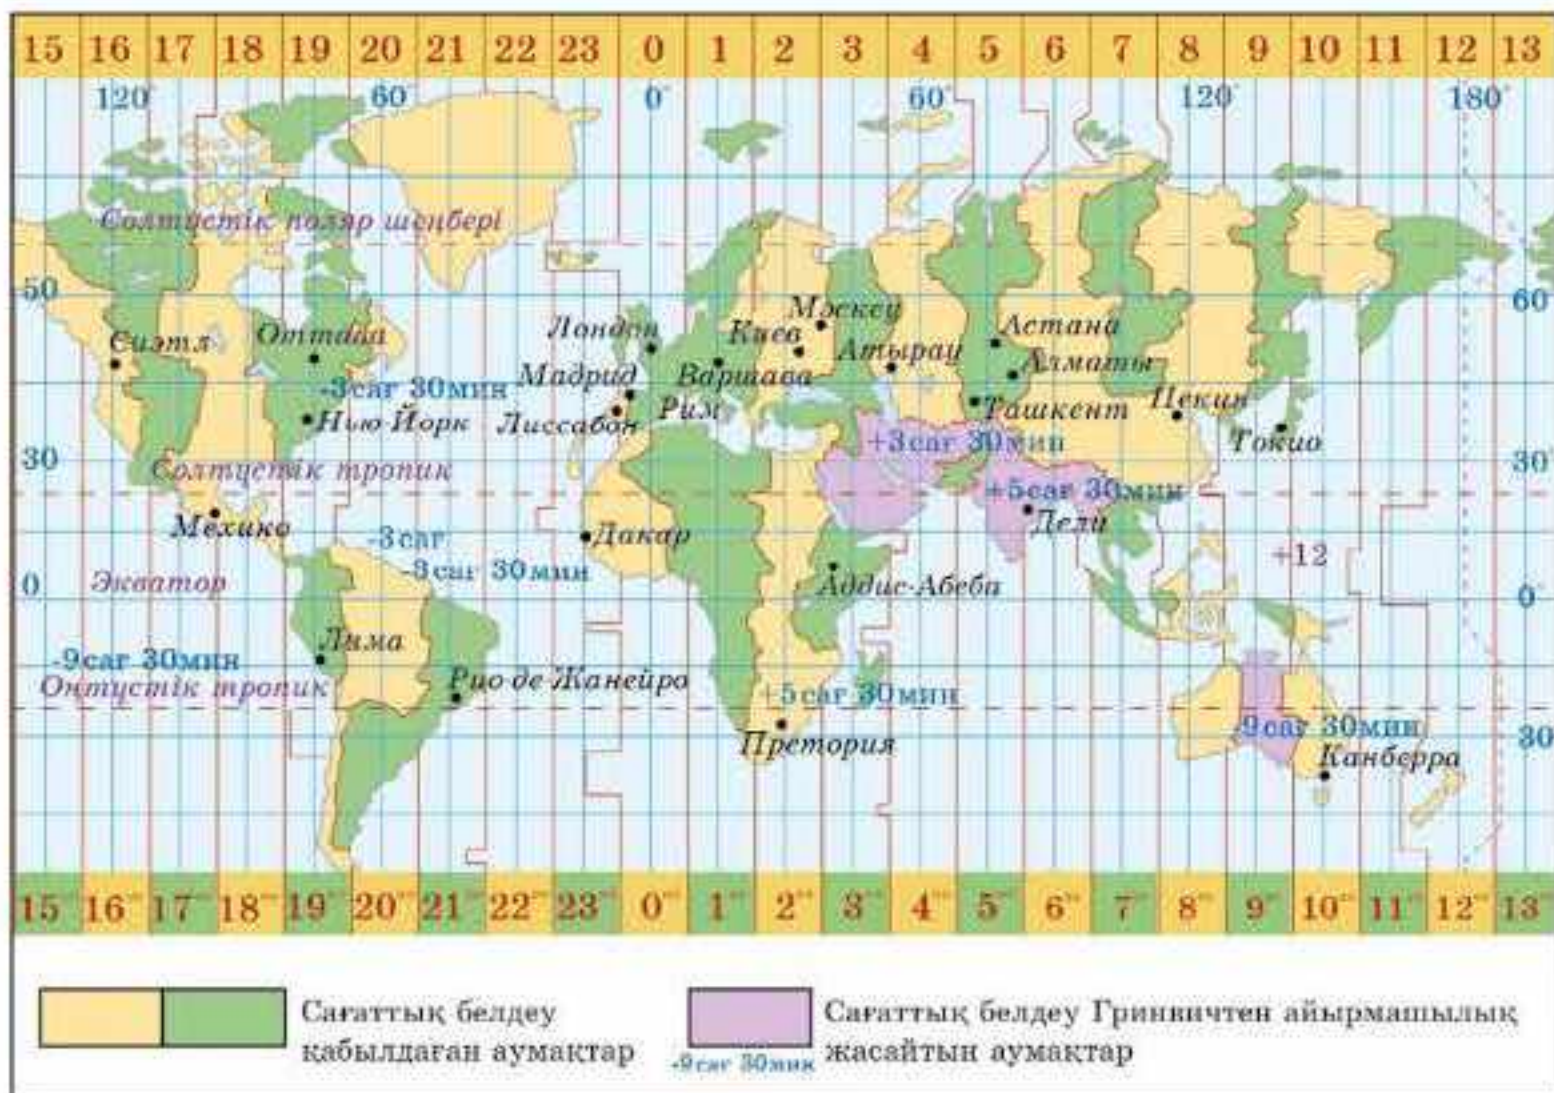 15 16 17 18 19 20 21 22 23 0 1 2 3 4 5 6 7 8 9 10 11 12 13
120° 60° 0° 60° 120° 180°
Солтүстік поляр шеңбері
50 60°
Сиэтл Оттава Лондон Киев Мәскеу Астана
Мадрид Варшава Атырау Алматы
-3сағ 30мин
Нью-Йорк Лиссабон Рим Ташкент Пекин
Токио
+3сағ 30мин
30 Солтүстік тропик 30°
+5сағ 30мин
Мехико Дакар Дели
-3сағ
+12
-3сағ 30мин
0 Экватор Аддис-Абеба 0°
Лима
-9сағ 30мин
Оңтүстік тропик Рио де Жанейро
+5сағ 30мин
9сағ 30мин 30
Претория Канберра
15 16 17 18 19 20 21 22 23 0 1 2 3 4 5 6 7 8 9 10 11 12 13
Сағаттық белдеу
қабылдаған аумақтар
Сағаттық белдеу Гринвичтен айырмашылық
жасайтын аумақтар
-9сағ 30мин